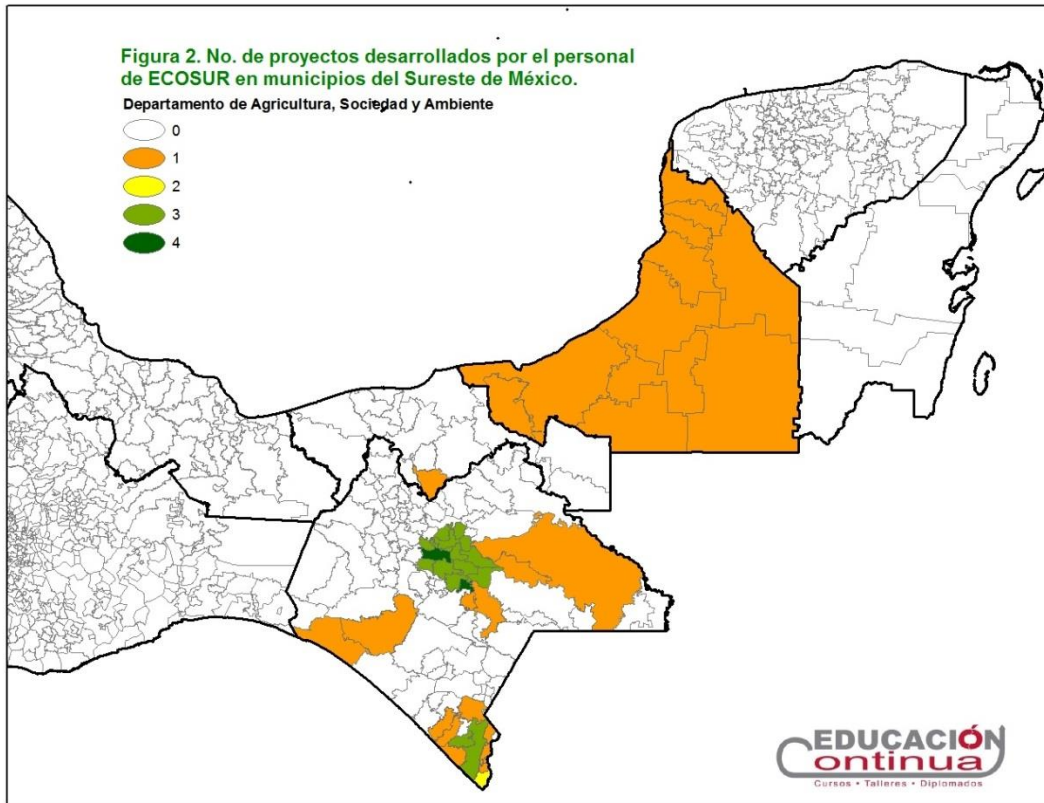 Figura 2. No. de proyectos desarrollados por el personal
de ECOSUR en municipios del Sureste de México.
Departamento de Agricultura, Sociedad y Ambiente
0
1
2
3
4
EDUCACIÓN
Continua
Cursos • Talleres • Diplomados